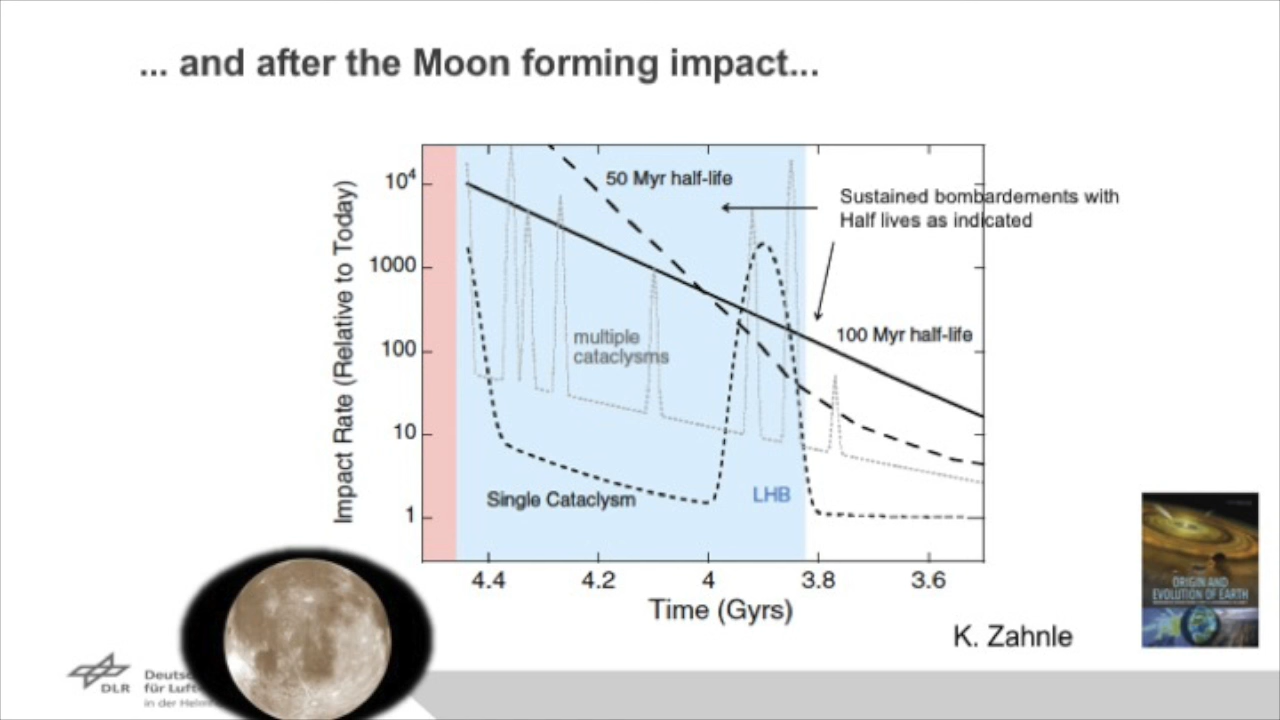 ... and after the Moon forming impact...
Impact Rate (Relative to Today)
10⁴
1000
100
10
1
50 Myr half-life
Sustained bombardements with
Half lives as indicated
multiple
cataclysms
100 Myr half-life
Single Cataclysm
LHB
4.4
4.2
4
3.8
3.6
Time (Gyrs)
K. Zahnle
ORIGIN AND
EVOLUTION OF EARTH
DLR
Deutsc
für Luft
in der Helm